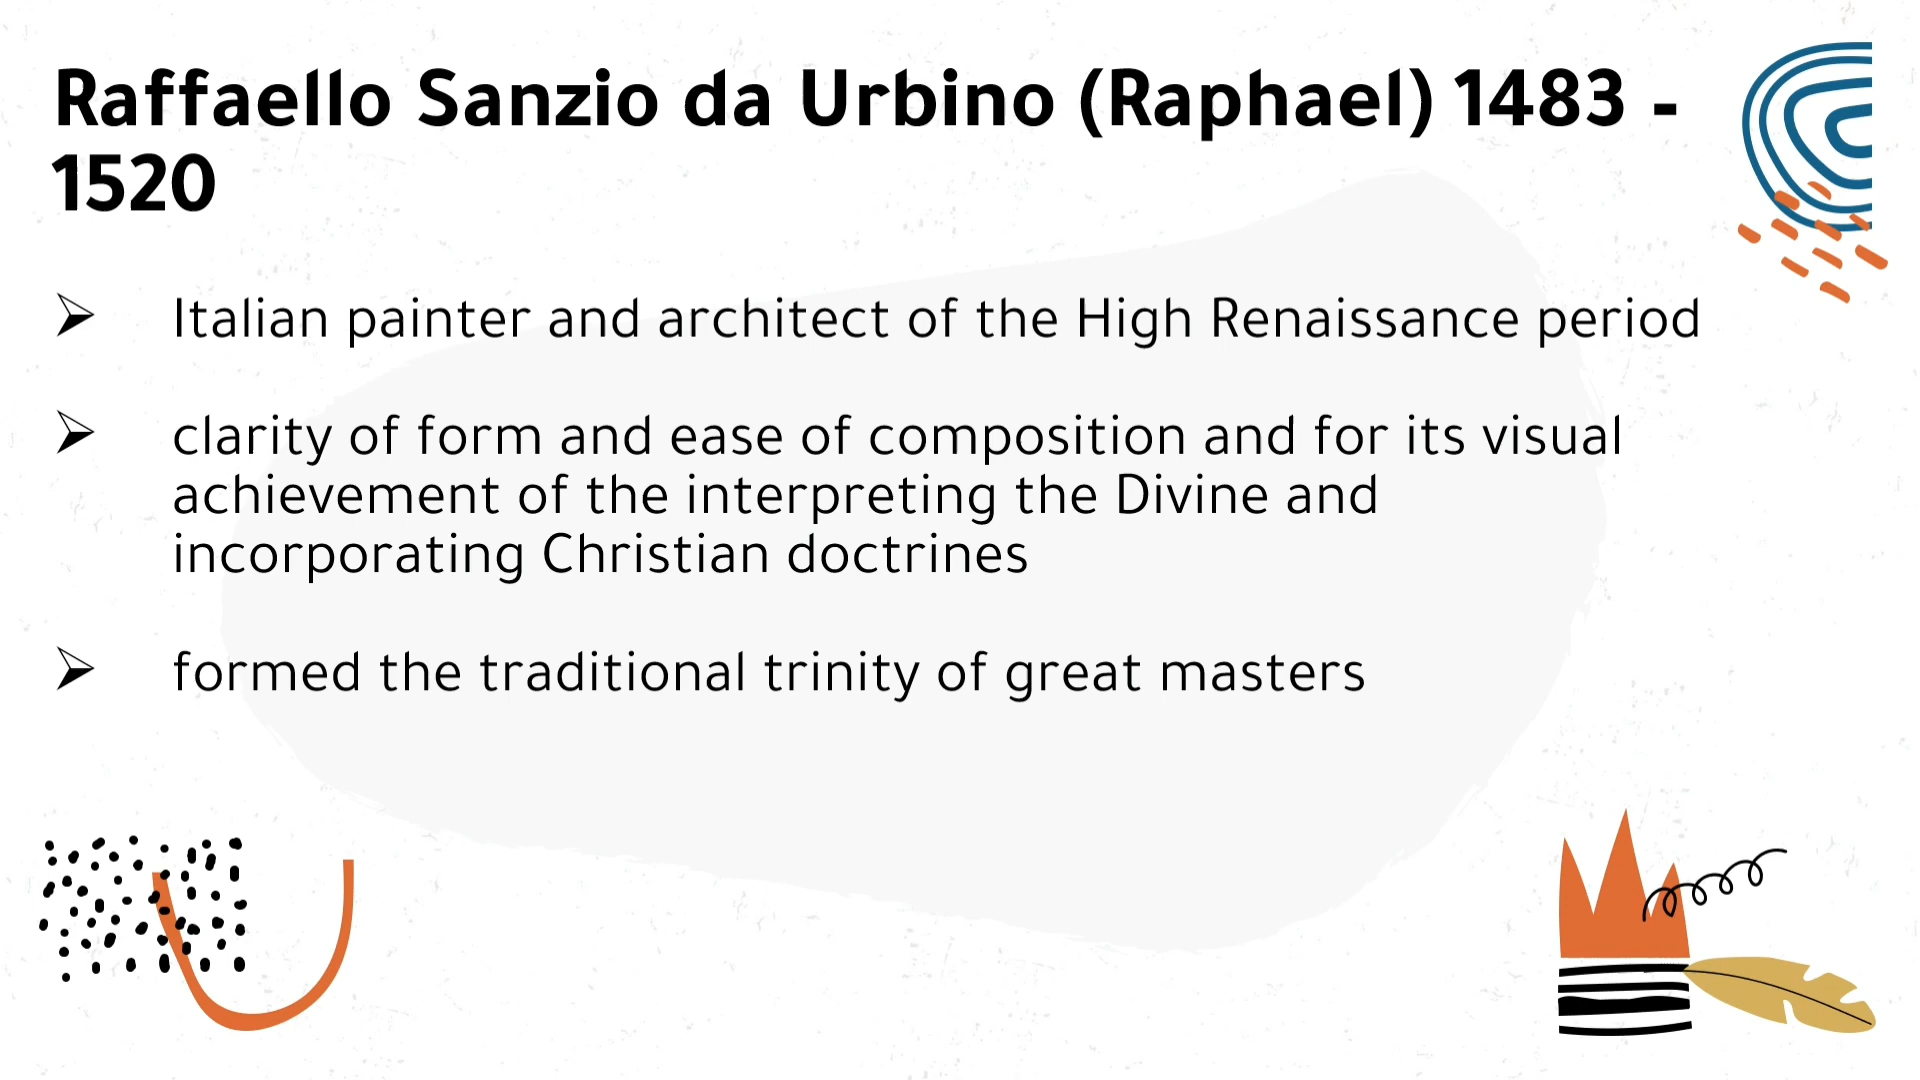 Raffaello Sanzio da Urbino (Raphael) 1483 -
1520
➢ Italian painter and architect of the High Renaissance period
➢ clarity of form and ease of composition and for its visual
achievement of the interpreting the Divine and
incorporating Christian doctrines
➢ formed the traditional trinity of great masters